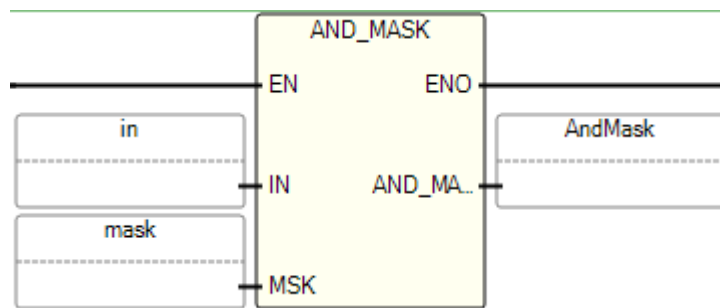 AND_MASK
EN ENO
in AndMask
IN AND_MA...
mask
MSK